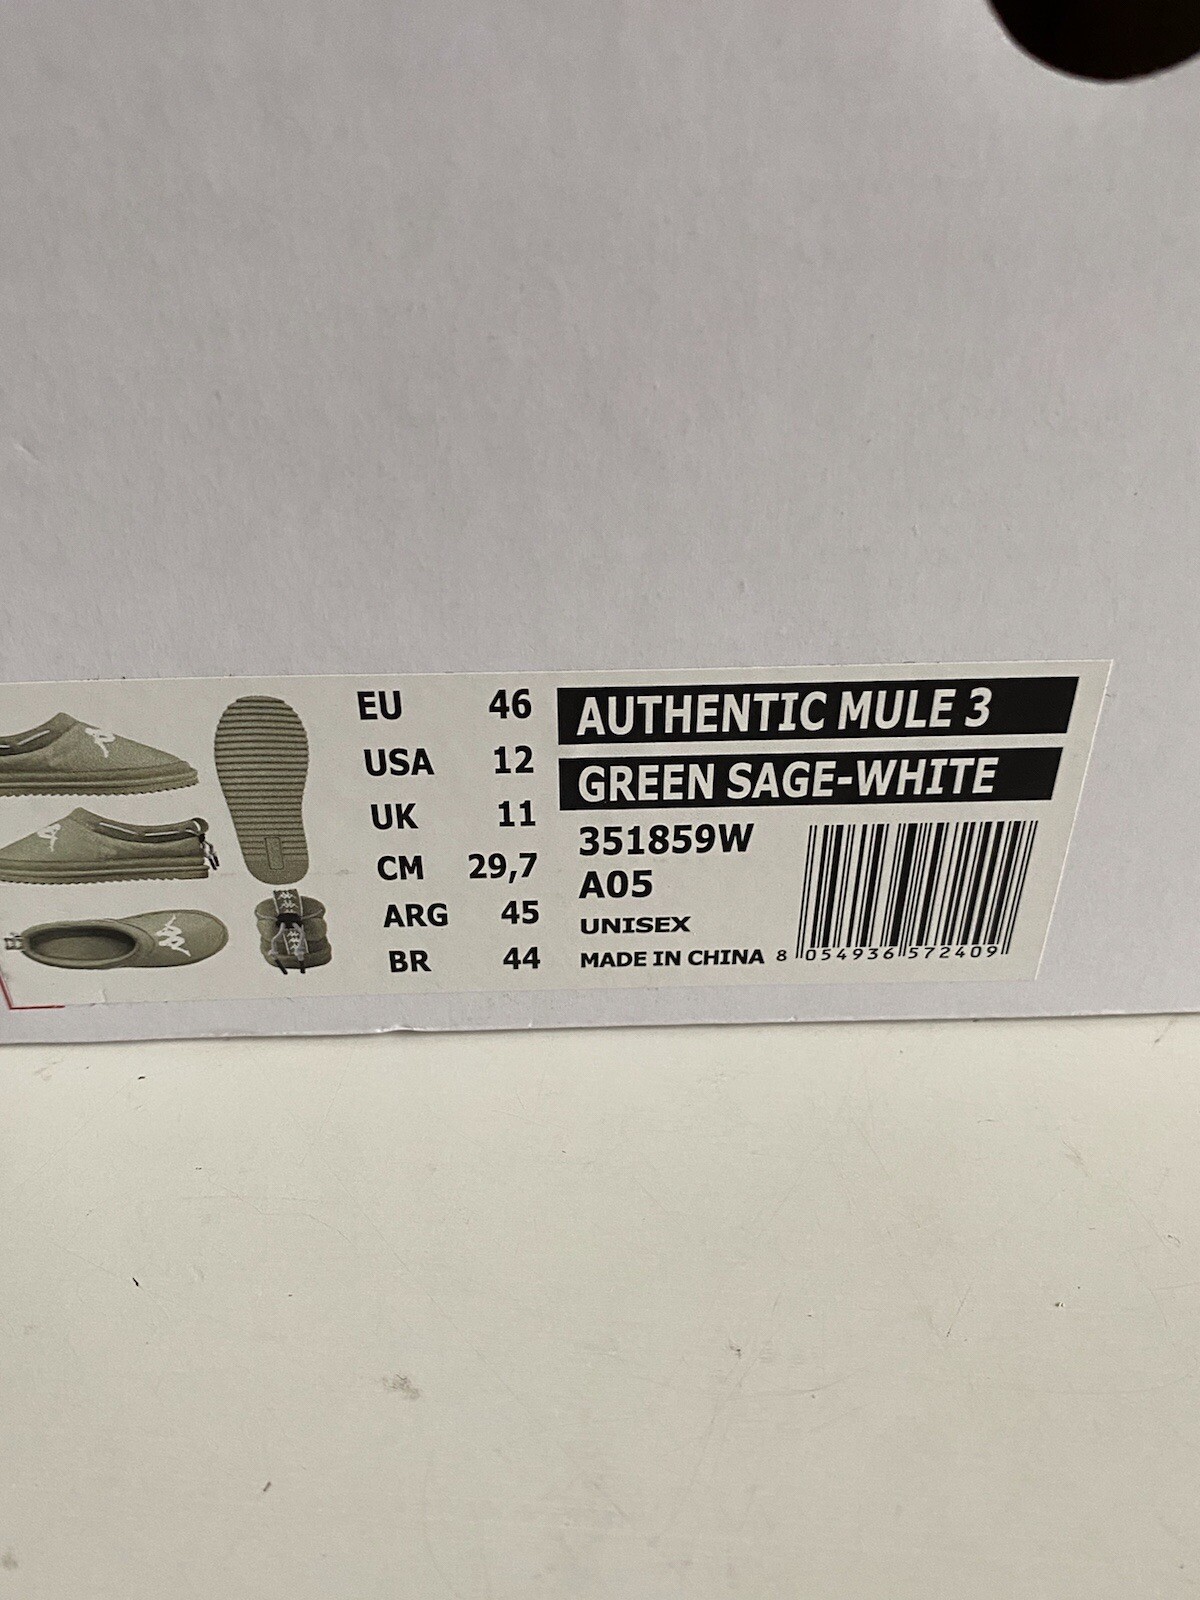 EU 46
USA 12
UK 11
CM 29,7
ARG 45
BR 44
AUTHENTIC MULE 3
GREEN SAGE-WHITE
351859W
A05
UNISEX
MADE IN CHINA
8 054936 572409